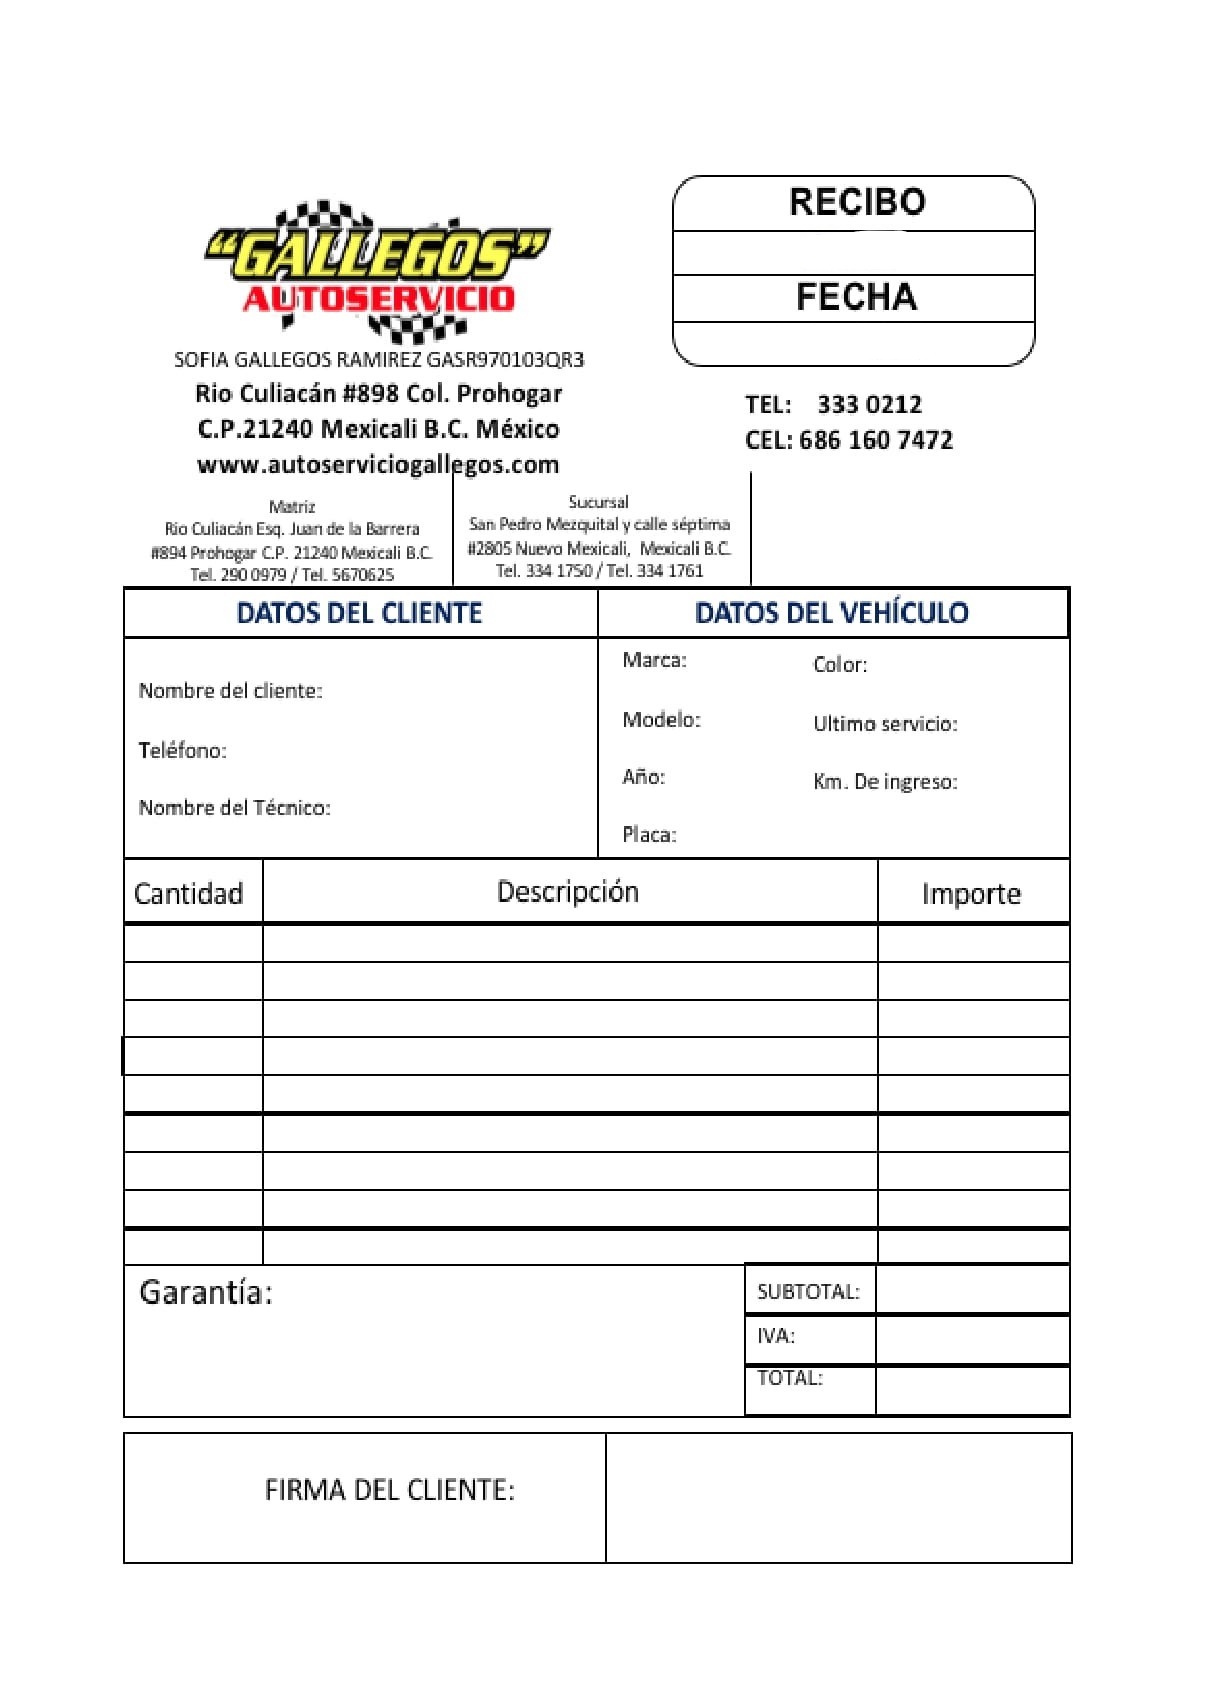 “GALLEGOS”
AUTOSERVICIO
SOFIA GALLEGOS RAMIREZ GASR970103QR3
Rio Culiacán #898 Col. Prohogar
C.P.21240 Mexicali B.C. México
www.autoserviciogallegos.com
RECIBO
FECHA
TEL: 333 0212
CEL: 686 160 7472
Matriz
Rio Culiacán Esq. Juan de la Barrera
#894 Prohogar C.P. 21240 Mexicali B.C.
Tel. 290 0979 / Tel. 5670625
Sucursal
San Pedro Mezquital y calle séptima
#2805 Nuevo Mexicali, Mexicali B.C.
Tel. 334 1750 / Tel. 334 1761
DATOS DEL CLIENTE
Nombre del cliente:
Teléfono:
Nombre del Técnico:
DATOS DEL VEHÍCULO
Marca:
Modelo:
Año:
Placa:
Color:
Ultimo servicio:
Km. De ingreso:
Cantidad Descripción Importe
Garantía:
SUBTOTAL:
IVA:
TOTAL:
FIRMA DEL CLIENTE: